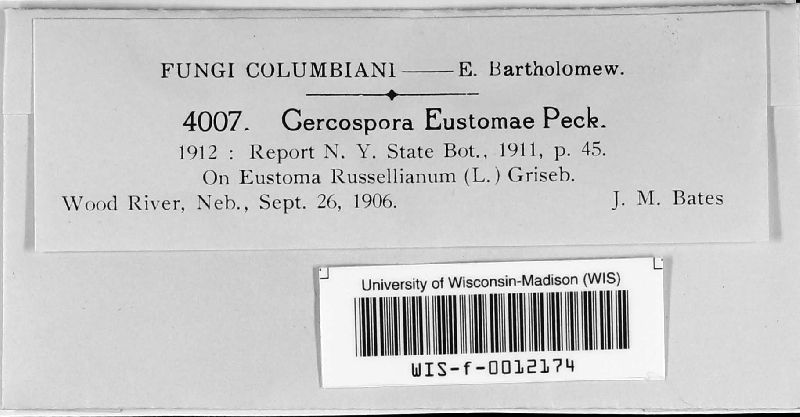 FUNGI COLUMBIANI — E. Bartholomew.
4007. Cercospora Eustomae Peck.
1912 : Report N. Y. State Bot., 1911, p. 45.
On Eustoma Russellianum (L.) Griseb.
Wood River, Neb., Sept. 26, 1906. J. M. Bates
University of Wisconsin-Madison (WIS)
WIS-f-0012174